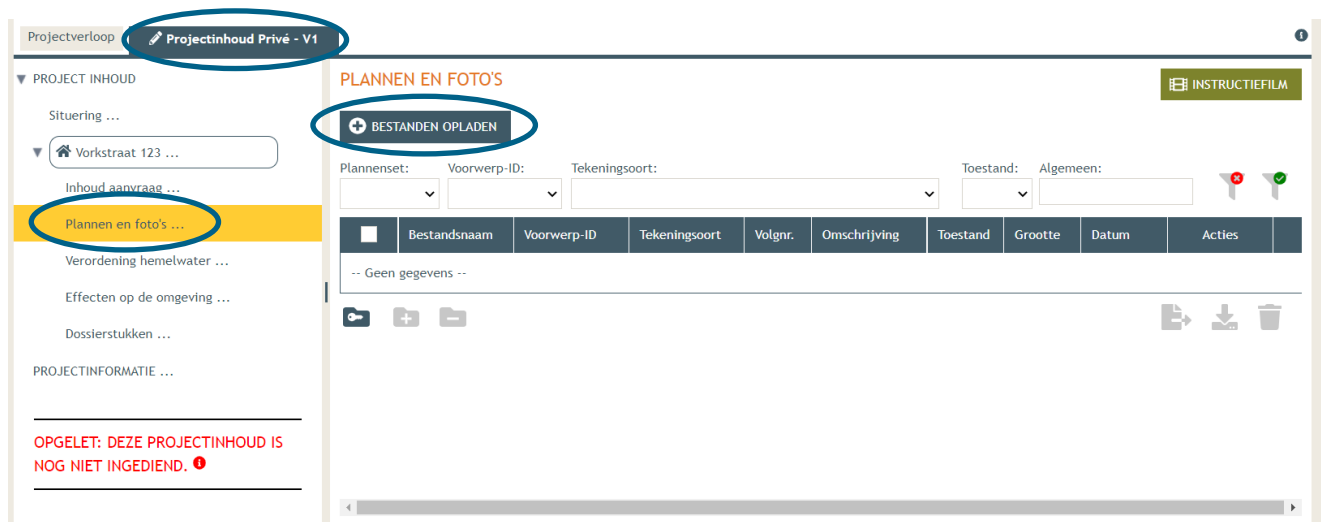 Projectverloop
Projectinhoud Privé - V1
PROJECT INHOUD
Situering ...
Vorkstraat 123 ...
Inhoud aanvraag ...
Plannen en foto's ...
Verordening hemelwater ...
Effecten op de omgeving ...
Dossierstukken ...
PROJECTINFORMATIE ...
OPGELET: DEZE PROJECTINHOUD IS
NOG NIET INGEDIEND.
PLANNEN EN FOTO'S
INSTRUCTIEFILM
BESTANDEN OPLADEN
Plannenset: Voorwerp-ID: Tekeningsoort: Toestand: Algemeen:
Bestandsnaam Voorwerp-ID Tekeningsoort Volgnr. Omschrijving Toestand Grootte Datum Acties
-- Geen gegevens --